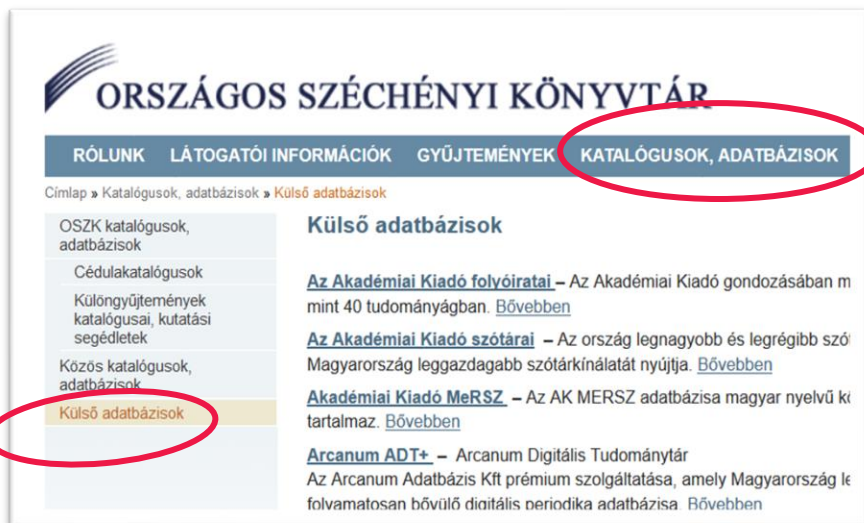 ORSZÁGOS SZÉCHÉNYI KÖNYVTÁR
RÓLUNK LÁTOGATÓI INFORMÁCIÓK GYŰJTEMÉNYEK KATALÓGUSOK, ADATBÁZISOK
Címlap » Katalógusok, adatbázisok » Külső adatbázisok
OSZK katalógusok,
adatbázisok
Cédulakatalógusok
Különgyűjtemények
katalógusai, kutatási
segédletek
Közös katalógusok,
adatbázisok
Külső adatbázisok
Külső adatbázisok
Az Akadémiai Kiadó folyóiratai – Az Akadémiai Kiadó gondozásában
mint 40 tudományágban. Bővebben
Az Akadémiai Kiadó szótárai – Az ország legnagyobb és legrégibb
Magyarország leggazdagabb szótárkínálatát nyújtja. Bővebben
Akadémiai Kiadó MeRSZ – Az AK MERSZ adatbázisa magyar nyelvű
tartalmaz. Bővebben
Arcanum ADT+ – Arcanum Digitális Tudománytár
Az Arcanum Adatbázis Kft prémium szolgáltatása, amely Magyarország
folyamatosan bővülő digitális periodika adatbázisa. Bővebben